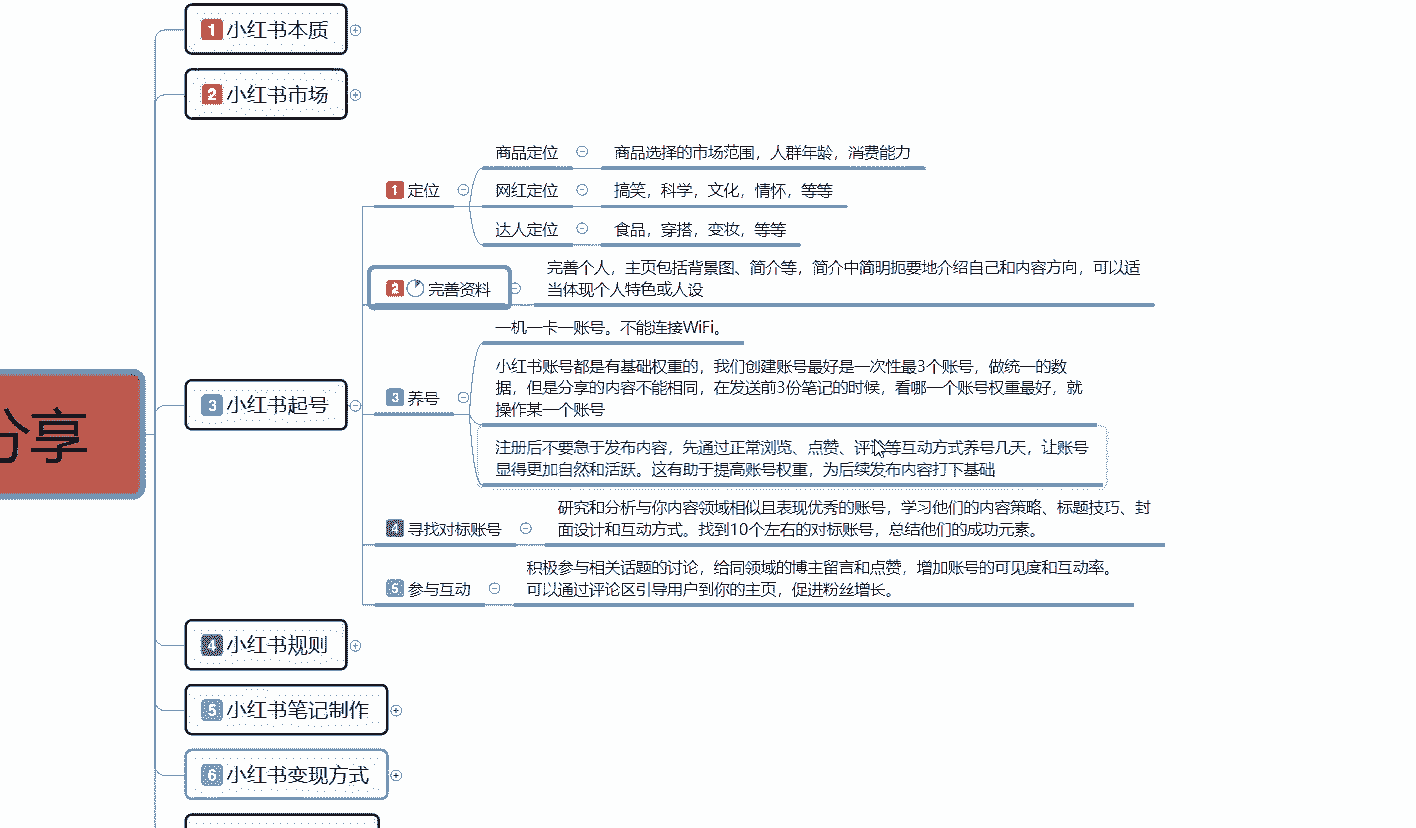 1 小红书本质
2 小红书市场
分享
3 小红书起号
1 定位
商品定位
商品选择的市场范围，人群年龄，消费能力
网红定位
搞笑，科学，文化，情怀，等等
达人定位
食品，穿搭，变妆，等等
2 完善资料
完善个人，主页包括背景图、简介等，简介中简明扼要地介绍自己和内容方向，可以适
当体现个人特色或人设
3 养号
一机一卡一账号。不能连接WiFi。
小红书账号都是有基础权重的，我们创建账号最好是一次性最3个账号，做统一的数
据，但是分享的内容不能相同，在发送前3份笔记的时候，看哪一个账号权重最好，就
操作某一个账号
注册后不要急于发布内容，先通过正常浏览、点赞、评论等互动方式养号几天，让账号
显得更加自然和活跃。这有助于提高账号权重，为后续发布内容打下基础
4 寻找对标账号
研究和分析与你内容领域相似且表现优秀的账号，学习他们的内容策略、标题技巧、封
面设计和互动方式。找到10个左右的对标账号，总结他们的成功元素。
5 参与互动
积极参与相关话题的讨论，给同领域的博主留言和点赞，增加账号的可见度和互动率。
可以通过评论区引导用户到你的主页，促进粉丝增长。
4 小红书规则
5 小红书笔记制作
6 小红书变现方式